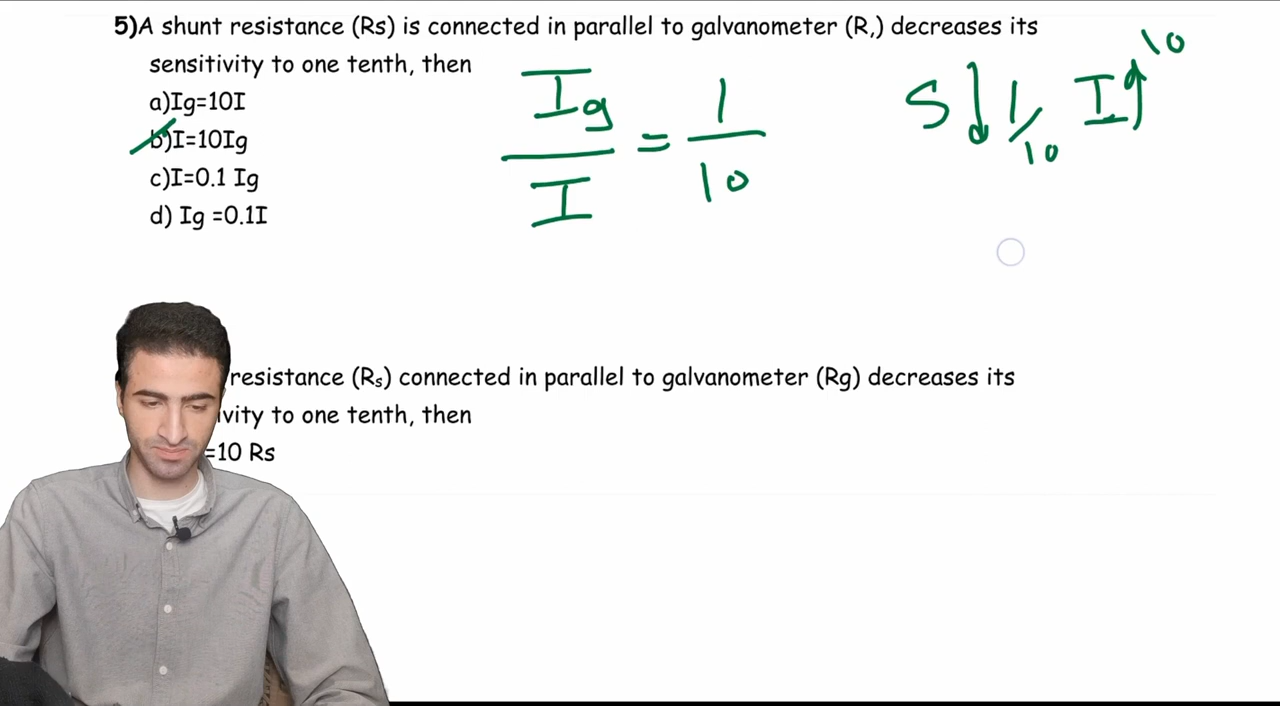 5)A shunt resistance (Rs) is connected in parallel to galvanometer (R,) decreases its
sensitivity to one tenth, then
a)Ig=10I
b)I=10Ig
c)I=0.1 Ig
d) Ig =0.1I
Ig
I
=
1
10
S↓ 1/10 I↑ 10
resistance (Rs) connected in parallel to galvanometer (Rg) decreases its
vity to one tenth, then
=10 Rs